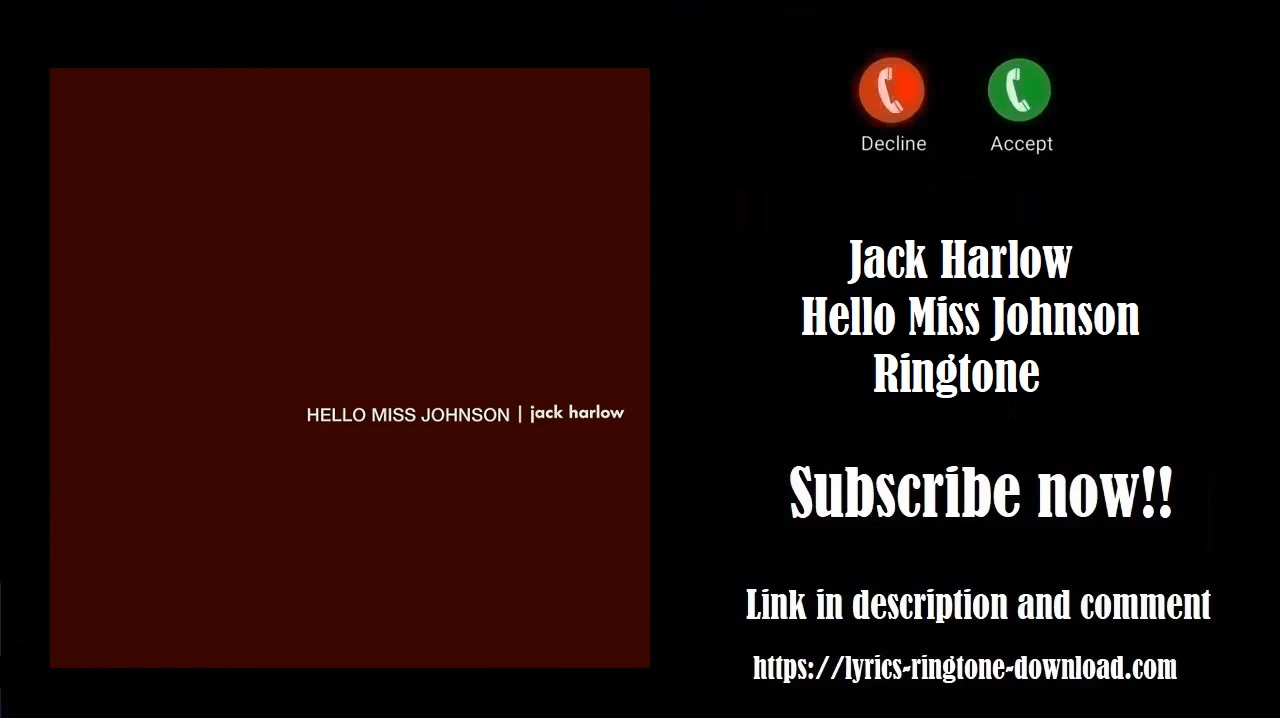 HELLO MISS JOHNSON | jack harlow
Decline
Accept
Jack Harlow
Hello Miss Johnson
Ringtone
Subscribe now!!
Link in description and comment
https://lyrics-ringtone-download.com